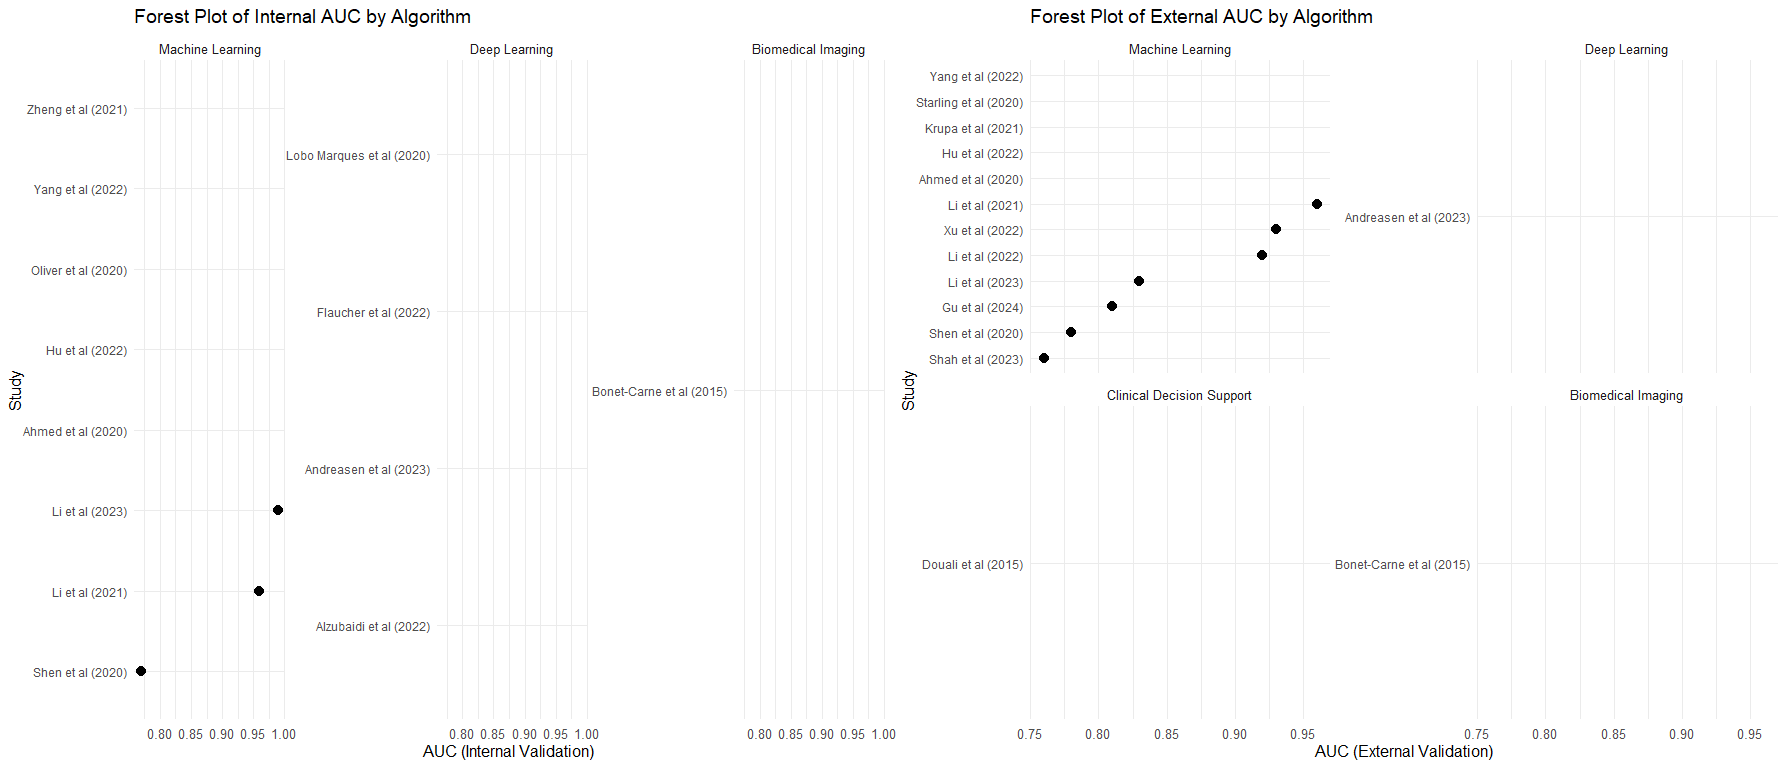 Forest Plot of Internal AUC by Algorithm
Machine Learning
Deep Learning
Biomedical Imaging
Study
Zheng et al (2021)
Yang et al (2022)
Oliver et al (2020)
Hu et al (2022)
Ahmed et al (2020)
Li et al (2023)
Li et al (2021)
Shen et al (2020)
Lobo Marques et al (2020)
Flaucher et al (2022)
Andreasen et al (2023)
Alzubaidi et al (2022)
Bonet-Carne et al (2015)
0.80 0.85 0.90 0.95 1.00
0.80 0.85 0.90 0.95 1.00
0.80 0.85 0.90 0.95 1.00
AUC (Internal Validation)
Forest Plot of External AUC by Algorithm
Machine Learning
Deep Learning
Study
Yang et al (2022)
Starling et al (2020)
Krupa et al (2021)
Hu et al (2022)
Ahmed et al (2020)
Li et al (2021)
Xu et al (2022)
Li et al (2022)
Li et al (2023)
Gu et al (2024)
Shen et al (2020)
Shah et al (2023)
Andreasen et al (2023)
Clinical Decision Support
Biomedical Imaging
Douali et al (2015)
Bonet-Carne et al (2015)
0.75 0.80 0.85 0.90 0.95
0.75 0.80 0.85 0.90 0.95
AUC (External Validation)